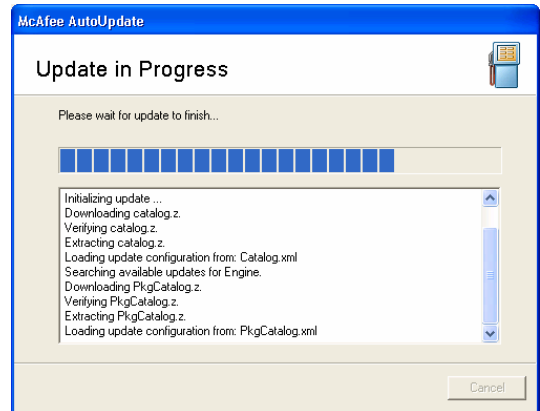 McAfee AutoUpdate
Update in Progress
Please wait for update to finish...
Initializing update ...
Downloading catalog.z.
Verifying catalog.z.
Extracting catalog.z.
Loading update configuration from: Catalog.xml
Searching available updates for Engine.
Downloading PkgCatalog.z.
Verifying PkgCatalog.z.
Extracting PkgCatalog.z.
Loading update configuration from: PkgCatalog.xml
Cancel